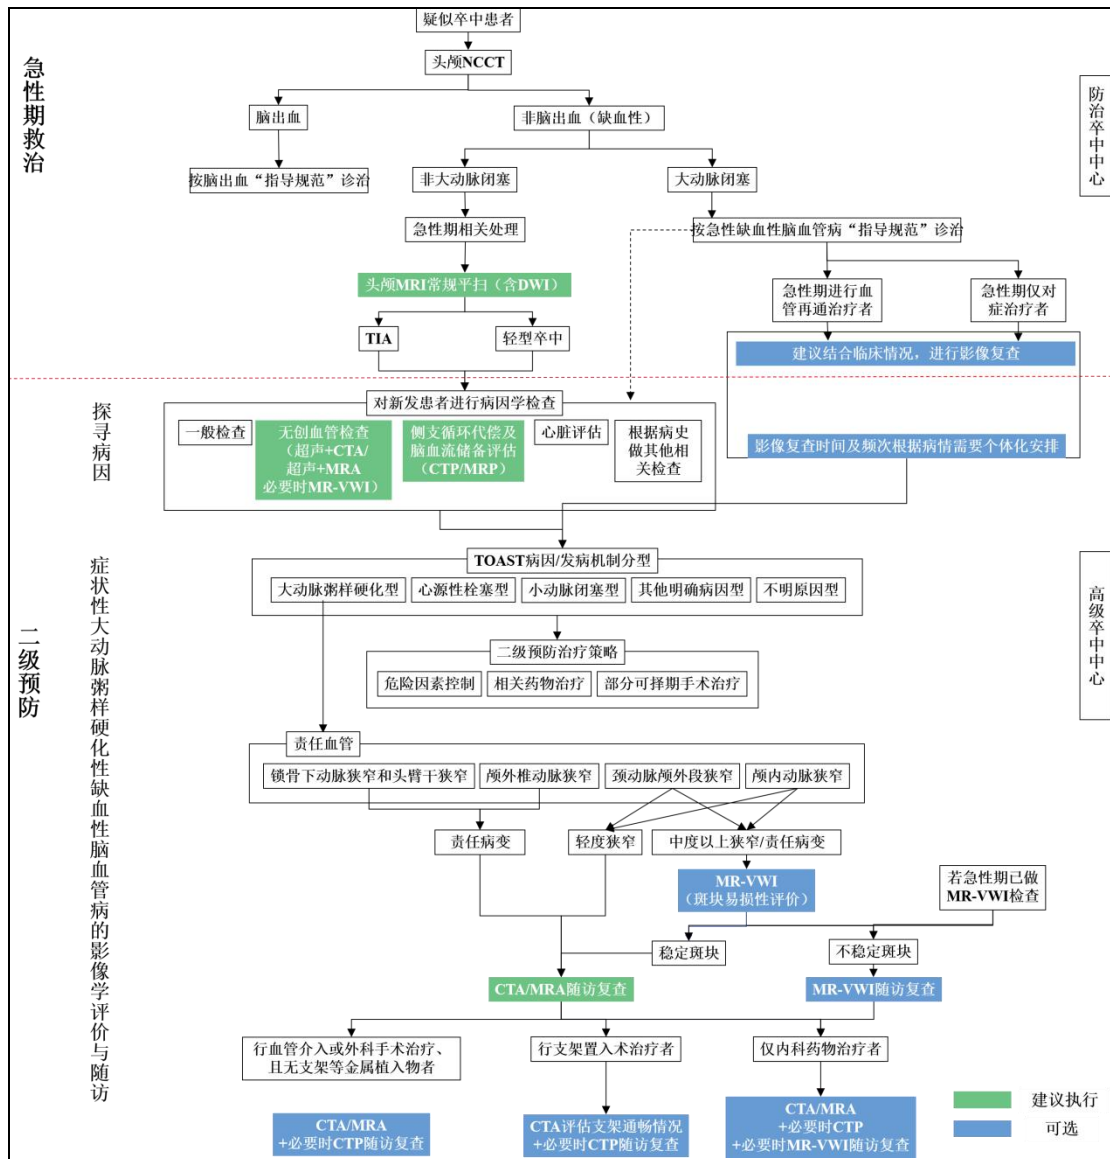 疑似卒中患者
头颅NCCT
急性期救治
防治卒中中心
脑出血
非脑出血（缺血性）
按脑出血“指导规范”诊治
非大动脉闭塞
大动脉闭塞
急性期相关处理
按急性缺血性脑血管病“指导规范”诊治
头颅MRI常规平扫（含DWI）
急性期进行血
管再通治疗者
急性期仅对
症治疗者
TIA
轻型卒中
建议结合临床情况，进行影像复查
探寻病因
对新发患者进行病因学检查
一般检查
无创血管检查
（超声+CTA/
超声+MRA
必要时MR-VWI）
侧支循环代偿及
脑血流储备评估
（CTP/MRP）
心脏评估
根据病史
做其他相
关检查
影像复查时间及频次根据病情需要个体化安排
TOAST病因/发病机制分型
大动脉粥样硬化型
心源性栓塞型
小动脉闭塞型
其他明确病因型
不明原因型
二级预防
症状性大动脉粥样硬化性缺血性脑血管病的影像学评价与随访
高级卒中中心
二级预防治疗策略
危险因素控制
相关药物治疗
部分可择期手术治疗
责任血管
锁骨下动脉狭窄和头臂干狭窄
颅外椎动脉狭窄
颈动脉颅外段狭窄
颅内动脉狭窄
责任病变
轻度狭窄
中度以上狭窄/责任病变
MR-VWI
（斑块易损性评价）
若急性期已做
MR-VWI检查
稳定斑块
不稳定斑块
CTA/MRA随访复查
MR-VWI随访复查
行血管介入或外科手术治疗、
且无支架等金属植入物者
行支架置入术治疗者
仅内科药物治疗者
CTA/MRA
+必要时CTP随访复查
CTA评估支架通畅情况
+必要时CTP随访复查
CTA/MRA
+必要时CTP
+必要时MR-VWI随访复查
建议执行
可选